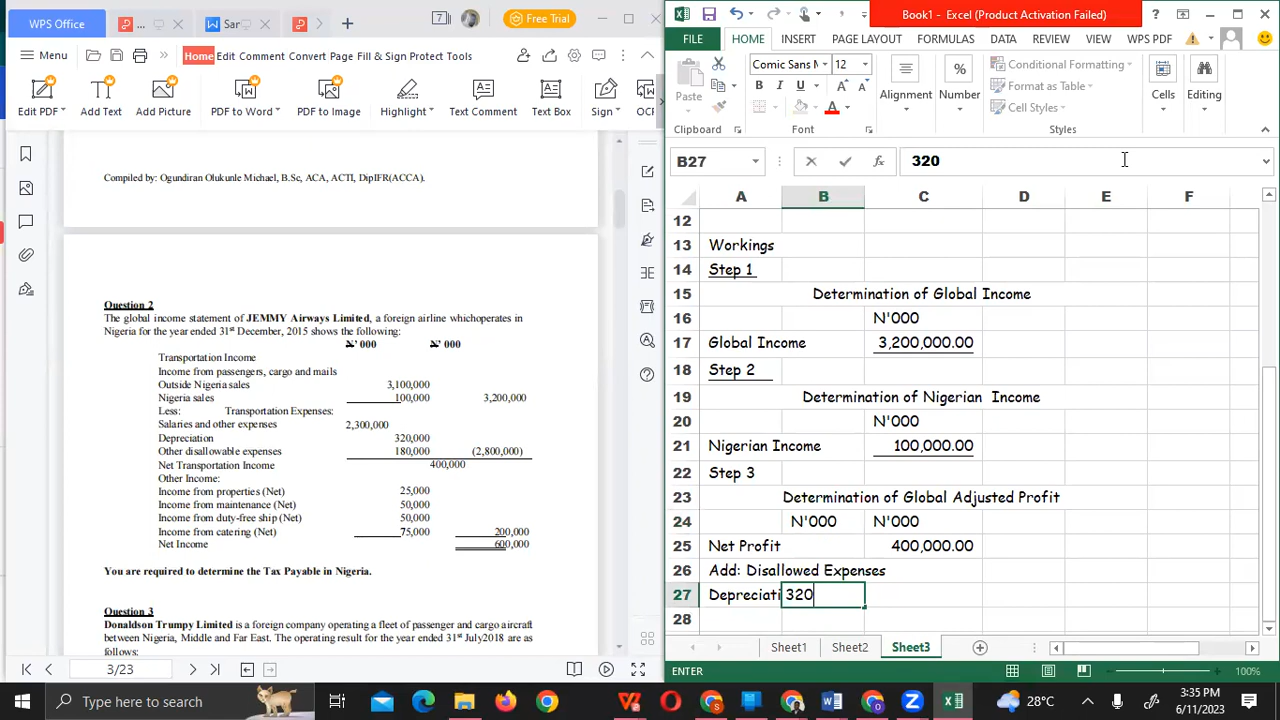 WPS Office
...
Sar
7
Free Trial
Menu
Home Edit Comment Convert Page Fill & Sign Protect Tools
Edit PDF
Add Text
Add Picture
PDF to Word
PDF to Image
Highlight
Text Comment
Text Box
Sign
OCR
Compiled by: Ogundiran Olukunle Michael, B.Sc, ACA, ACTI, DipIFR(ACCA).
Question 2
The global income statement of JEMMY Airways Limited, a foreign airline whichoperates in
Nigeria for the year ended 31st December, 2015 shows the following:
N' 000 N' 000
Transportation Income
Income from passengers, cargo and mails
Outside Nigeria sales 3,100,000
Nigeria sales 100,000 3,200,000
Less: Transportation Expenses:
Salaries and other expenses 2,300,000
Depreciation 320,000
Other disallowable expenses 180,000 (2,800,000)
Net Transportation Income 400,000
Other Income:
Income from properties (Net) 25,000
Income from maintenance (Net) 50,000
Income from duty-free ship (Net) 50,000
Income from catering (Net) 75,000 200,000
Net Income 600,000
You are required to determine the Tax Payable in Nigeria.
Question 3
Donaldson Trumpy Limited is a foreign company operating a fleet of passenger and cargo aircraft
between Nigeria, Middle and Far East. The operating result for the year ended 31st July2018 are as
follows:
3/23
Book1 - Excel (Product Activation Failed)
FILE HOME INSERT PAGE LAYOUT FORMULAS DATA REVIEW VIEW WPS PDF
Paste
Clipboard
Comic Sans M 12
B I U
Font
Alignment
Number
Conditional Formatting
Format as Table
Cell Styles
Styles
Cells
Editing
B27 fx 320
A B C D E F
12
13 Workings
14 Step 1
15 Determination of Global Income
16 N'000
17 Global Income 3,200,000.00
18 Step 2
19 Determination of Nigerian Income
20 N'000
21 Nigerian Income 100,000.00
22 Step 3
23 Determination of Global Adjusted Profit
24 N'000 N'000
25 Net Profit 400,000.00
26 Add: Disallowed Expenses
27 Depreciati 320
28
Sheet1 Sheet2 Sheet3
ENTER 100%
Type here to search
28°C
3:35 PM
6/11/2023